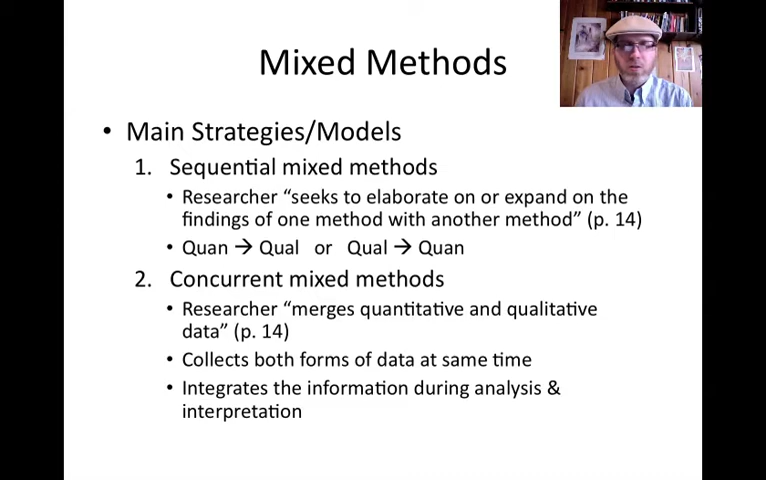 Mixed Methods
• Main Strategies/Models
1. Sequential mixed methods
• Researcher “seeks to elaborate on or expand on the
findings of one method with another method” (p. 14)
• Quan → Qual or Qual → Quan
2. Concurrent mixed methods
• Researcher “merges quantitative and qualitative
data” (p. 14)
• Collects both forms of data at same time
• Integrates the information during analysis &
interpretation